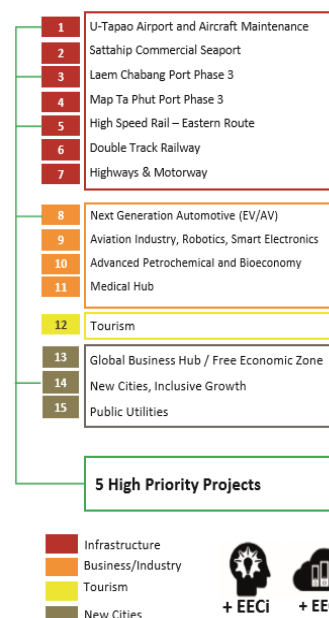 1 U-Tapao Airport and Aircraft Maintenance
2 Sattahip Commercial Seaport
3 Laem Chabang Port Phase 3
4 Map Ta Phut Port Phase 3
5 High Speed Rail – Eastern Route
6 Double Track Railway
7 Highways & Motorway
8 Next Generation Automotive (EV/AV)
9 Aviation Industry, Robotics, Smart Electronics
10 Advanced Petrochemical and Bioeconomy
11 Medical Hub
12 Tourism
13 Global Business Hub / Free Economic Zone
14 New Cities, Inclusive Growth
15 Public Utilities
5 High Priority Projects
Infrastructure
Business/Industry
Tourism
New Cities
+ EECi